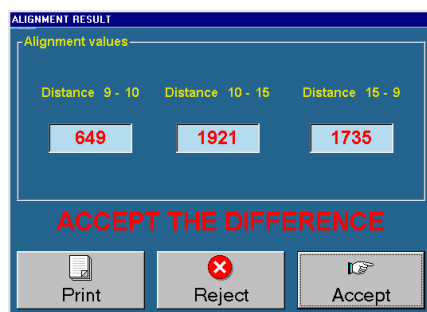 ALIGNMENT RESULT
Alignment values
Distance 9 - 10 Distance 10 - 15 Distance 15 - 9
649 1921 1735
ACCEPT THE DIFFERENCE
Print Reject Accept